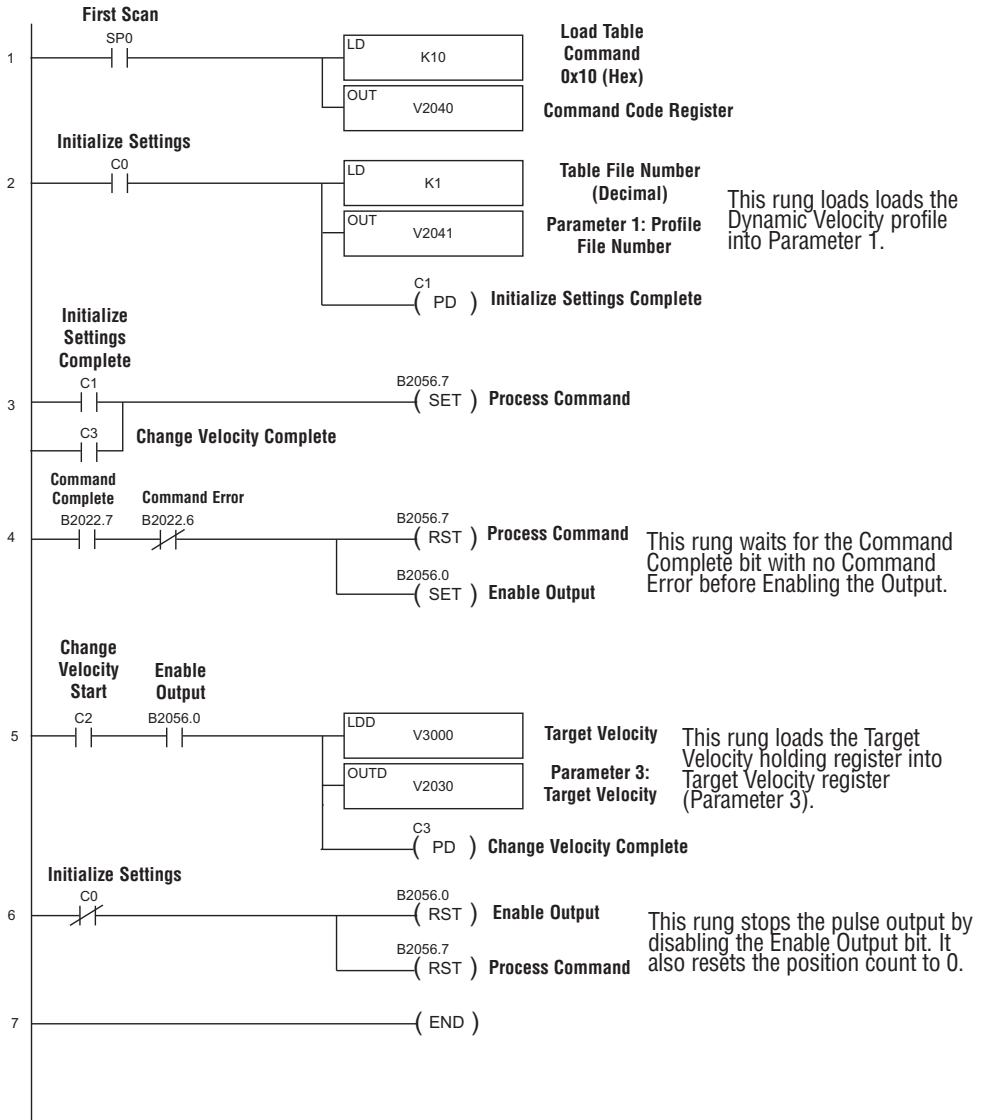 First Scan
SP0
1
LD
K10
Load Table
Command
0x10 (Hex)
OUT
V2040
Command Code Register
Initialize Settings
C0
2
LD
K1
Table File Number
(Decimal)
OUT
V2041
Parameter 1: Profile
File Number
This rung loads loads the
Dynamic Velocity profile
into Parameter 1.
C1
( PD )
Initialize Settings Complete
Initialize
Settings
Complete
C1
3
B2056.7
( SET )
Process Command
C3
Change Velocity Complete
Command
Complete
Command Error
B2022.7
B2022.6
4
B2056.7
( RST )
Process Command
B2056.0
( SET )
Enable Output
This rung waits for the Command
Complete bit with no Command
Error before Enabling the Output.
Change
Velocity
Start
Enable
Output
C2
B2056.0
5
LDD
V3000
Target Velocity
OUTD
V2030
Parameter 3:
Target Velocity
This rung loads the Target
Velocity holding register into
Target Velocity register
(Parameter 3).
C3
( PD )
Change Velocity Complete
Initialize Settings
C0
6
B2056.0
( RST )
Enable Output
B2056.7
( RST )
Process Command
This rung stops the pulse output by
disabling the Enable Output bit. It
also resets the position count to 0.
7
( END )